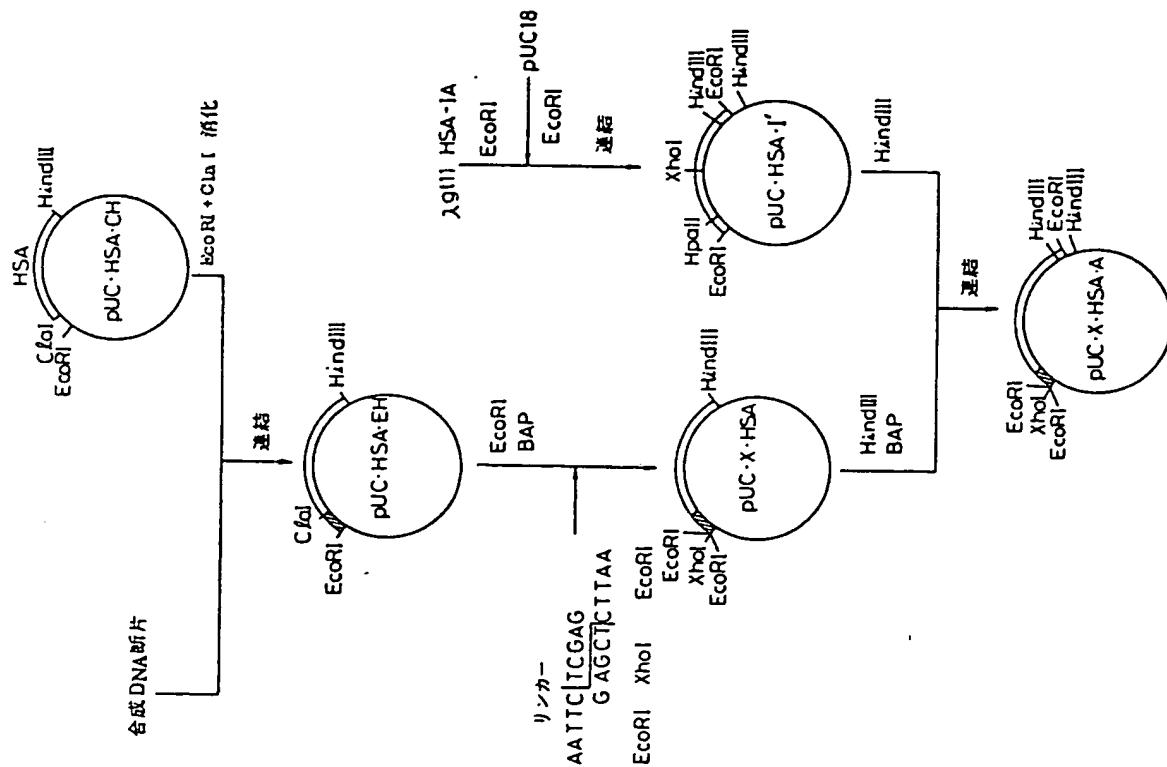 合成DNA断片
HSA
ClaI
EcoRI
HindIII
pUC·HSA·CH
EcoRI + ClaI 消化
連結
ClaI
EcoRI
HindIII
pUC·HSA·EH
EcoRI
BAP
リンカー
AATTCTCGAG
GAGCTCTTAA
EcoRI XhoI EcoRI
EcoRI
XhoI
EcoRI
HindIII
pUC·X·HSA
HindIII
BAP
λgt11 HSA·IA
EcoRI
pUC18
EcoRI
連結
XhoI
HpaII
EcoRI
HindIII
EcoRI
HindIII
pUC·HSA·I'
HindIII
連結
EcoRI
XhoI
EcoRI
HindIII
EcoRI
HindIII
pUC·X·HSA·A